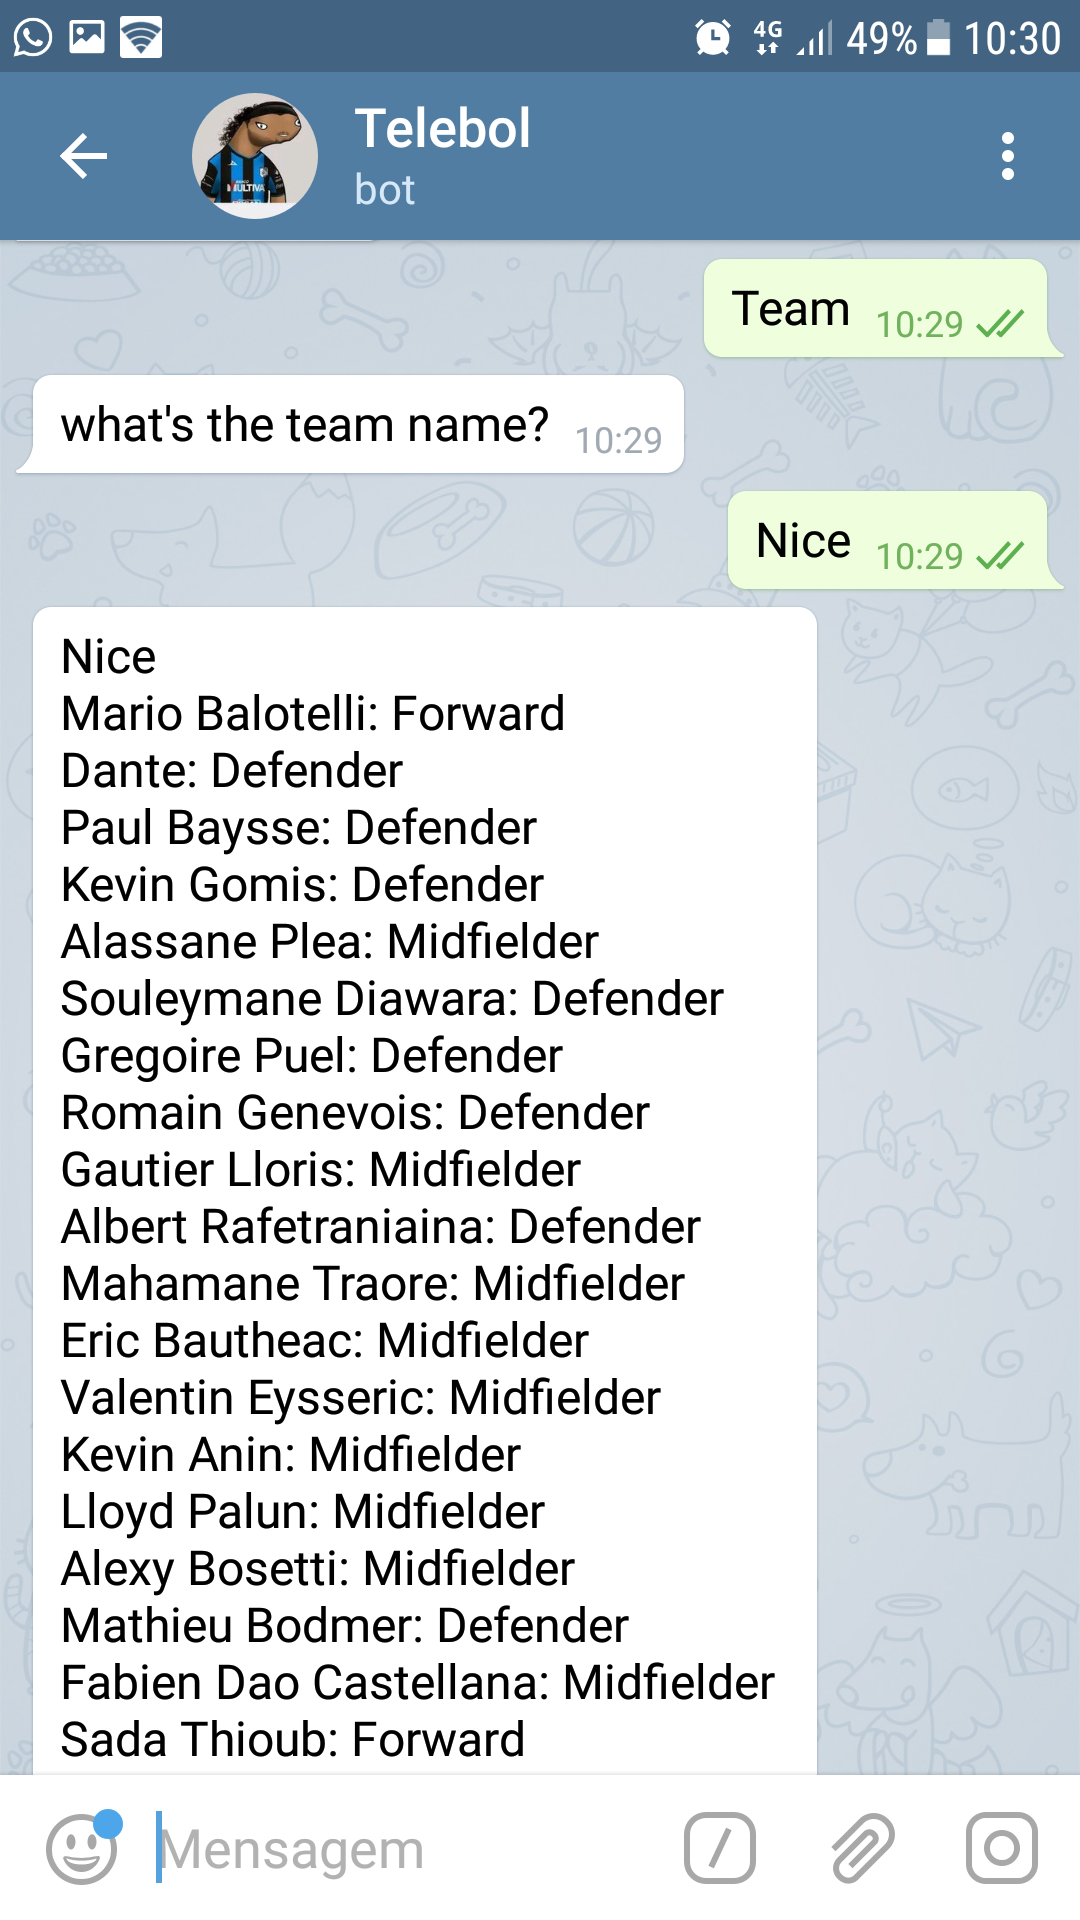 4G 49% 10:30
Telebol
bot
MULTIVA
Team 10:29
what's the team name? 10:29
Nice 10:29
Nice
Mario Balotelli: Forward
Dante: Defender
Paul Baysse: Defender
Kevin Gomis: Defender
Alassane Plea: Midfielder
Souleymane Diawara: Defender
Gregoire Puel: Defender
Romain Genevois: Defender
Gautier Lloris: Midfielder
Albert Rafetraniaina: Defender
Mahamane Traore: Midfielder
Eric Bautheac: Midfielder
Valentin Eysseric: Midfielder
Kevin Anin: Midfielder
Lloyd Palun: Midfielder
Alexy Bosetti: Midfielder
Mathieu Bodmer: Defender
Fabien Dao Castellana: Midfielder
Sada Thioub: Forward
Mensagem